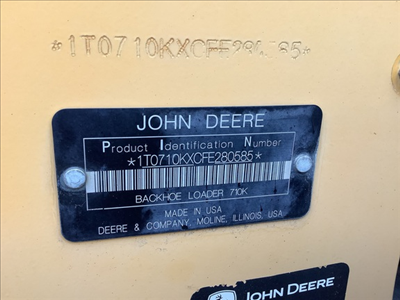 *1T0710KXCFE280585*
JOHN DEERE
Product Identification Number
*1T0710KXCFE280585*
BACKHOE LOADER 710K
MADE IN USA
DEERE & COMPANY, MOLINE, ILLINOIS, USA
JOHN DEERE